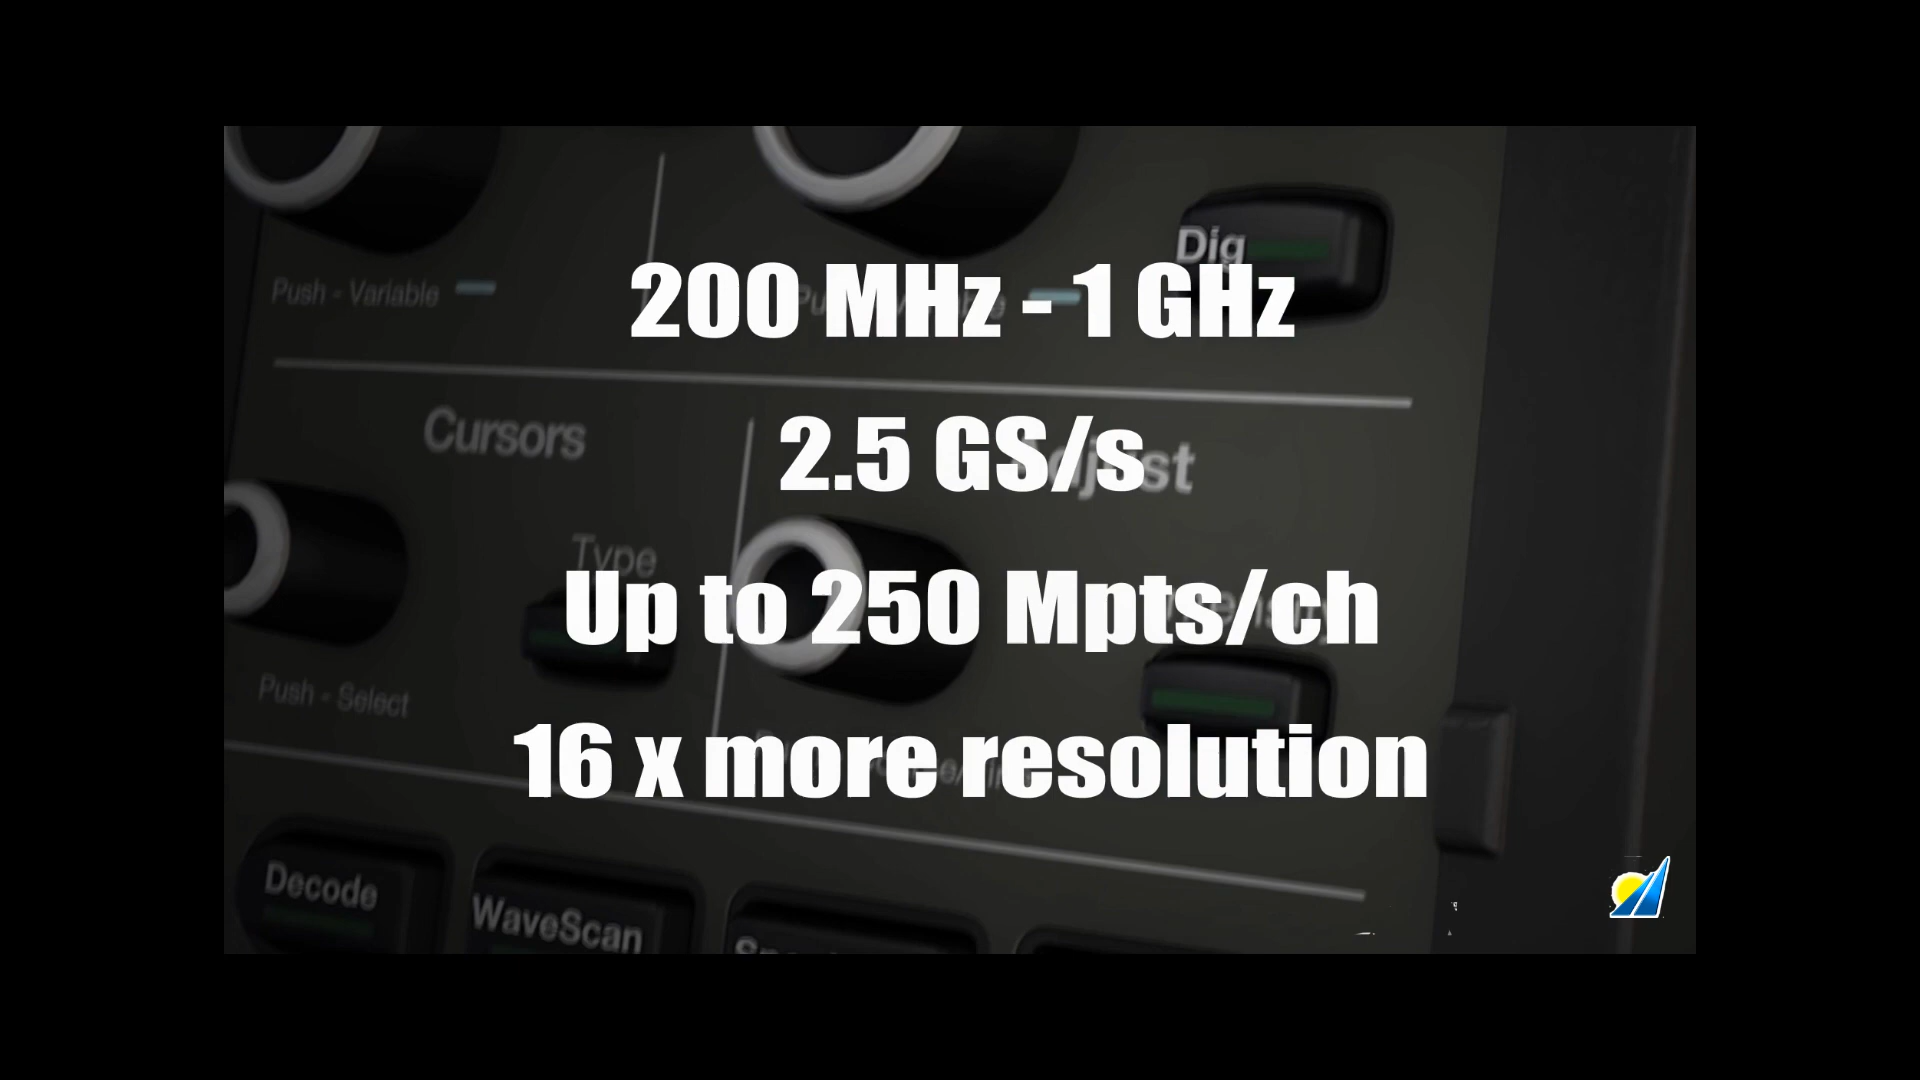 Dig
200 MHz - 1 GHz
Push - Variable
Cursors
2.5 GS/s
Adjust
Type
Up to 250 Mpts/ch
Push - Select
16 x more resolution
Decode
WaveScan